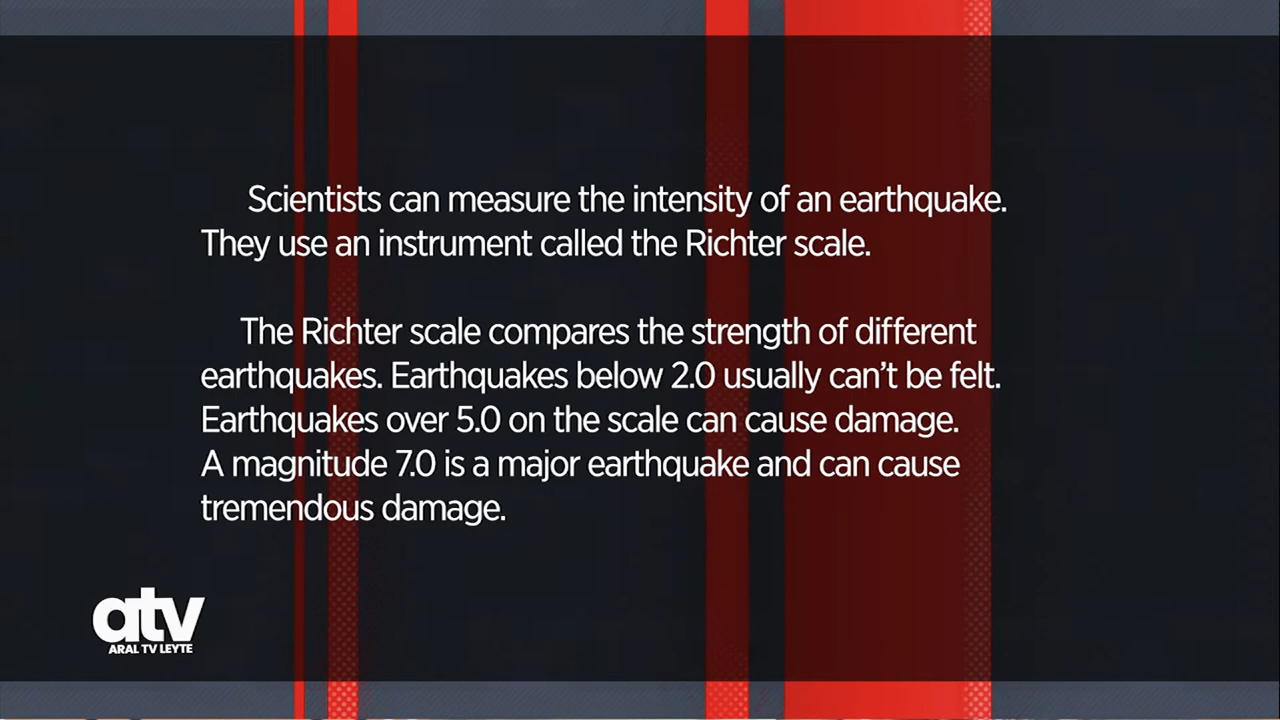 Scientists can measure the intensity of an earthquake.
They use an instrument called the Richter scale.
The Richter scale compares the strength of different
earthquakes. Earthquakes below 2.0 usually can't be felt.
Earthquakes over 5.0 on the scale can cause damage.
A magnitude 7.0 is a major earthquake and can cause
tremendous damage.
atv
ARAL TV LEYTE